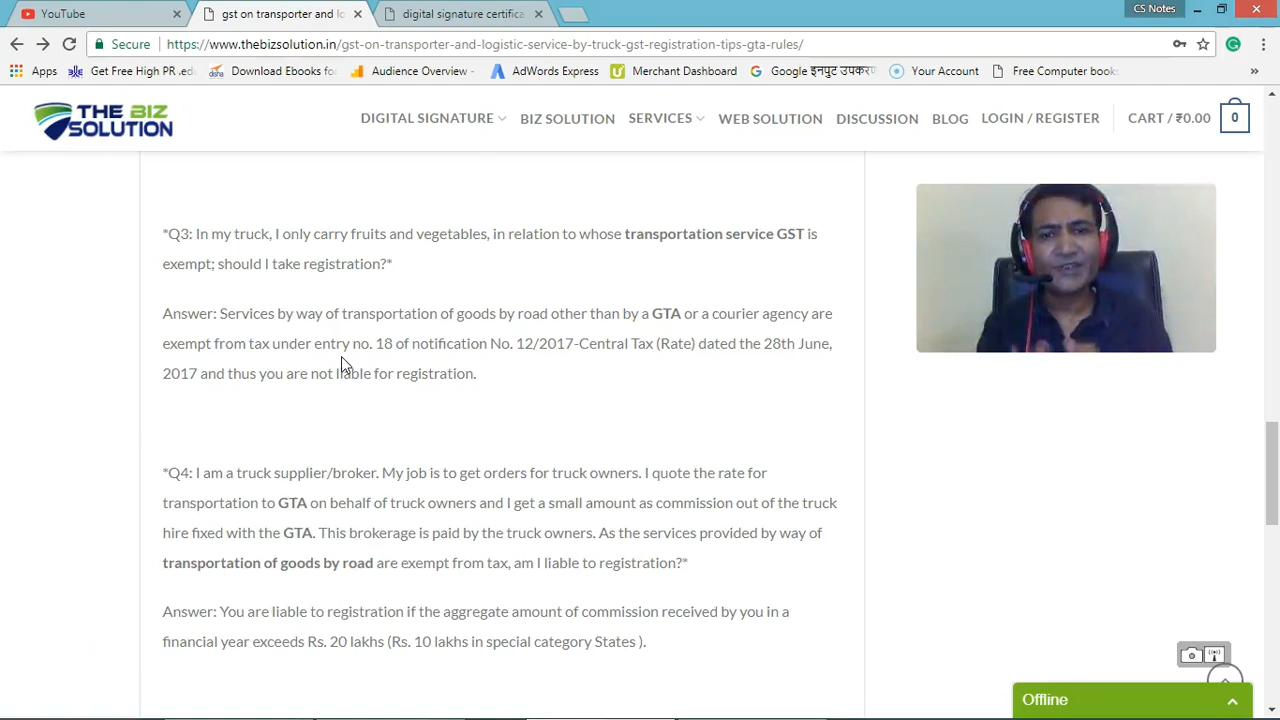 YouTube
gst on transporter and lo
digital signature certifica
CS Notes
Secure
https://www.thebizsolution.in/gst-on-transporter-and-logistic-service-by-truck-gst-registration-tips-gta-rules/
Apps
Get Free High PR .ed
Download Ebooks for
Audience Overview -
AdWords Express
Merchant Dashboard
Google इनपुट उपकरण
Your Account
Free Computer book
»
THE BIZ
SOLUTION
DIGITAL SIGNATURE
BIZ SOLUTION
SERVICES
WEB SOLUTION
DISCUSSION
BLOG
LOGIN / REGISTER
CART / ₹0.00
0
*Q3: In my truck, I only carry fruits and vegetables, in relation to whose transportation service GST is
exempt; should I take registration?*
Answer: Services by way of transportation of goods by road other than by a GTA or a courier agency are
exempt from tax under entry no. 18 of notification No. 12/2017-Central Tax (Rate) dated the 28th June,
2017 and thus you are not liable for registration.
*Q4: I am a truck supplier/broker. My job is to get orders for truck owners. I quote the rate for
transportation to GTA on behalf of truck owners and I get a small amount as commission out of the truck
hire fixed with the GTA. This brokerage is paid by the truck owners. As the services provided by way of
transportation of goods by road are exempt from tax, am I liable to registration?*
Answer: You are liable to registration if the aggregate amount of commission received by you in a
financial year exceeds Rs. 20 lakhs (Rs. 10 lakhs in special category States ).
Offline